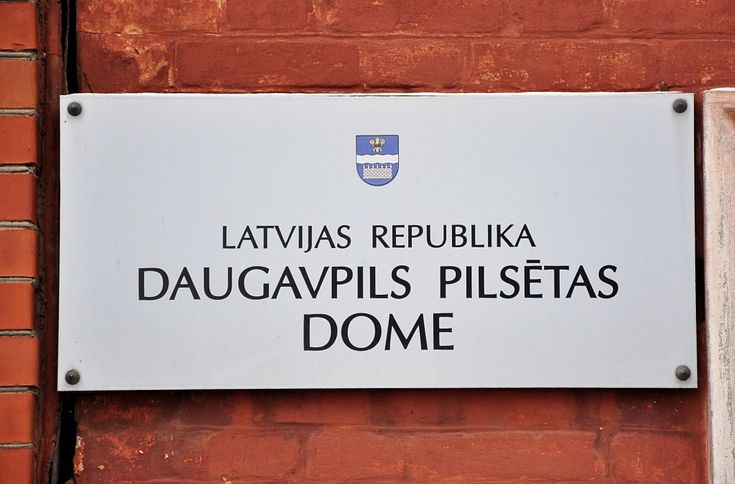 LATVIJAS REPUBLIKA
DAUGAVPILS PILSĒTAS
DOME